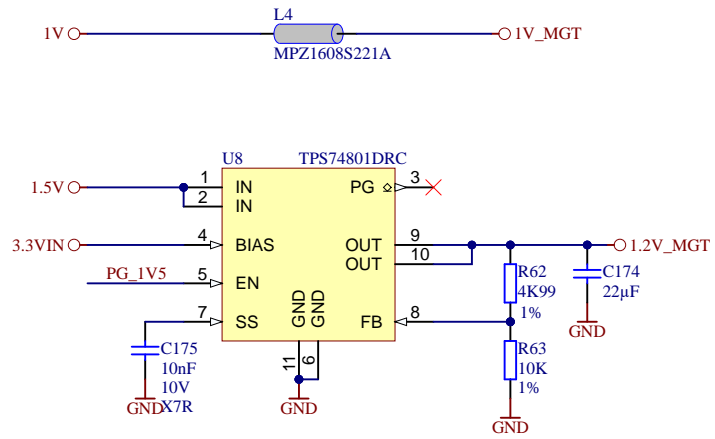 L4
1V
1V_MGT
MPZ1608S221A
U8
TPS74801DRC
1.5V
1
IN
2
IN
PG
3
3.3VIN
4
BIAS
OUT
9
OUT
10
1.2V_MGT
PG_1V5
5
EN
R62
4K99
1%
C174
22µF
GND
7
SS
GND
GND
FB
8
11
6
C175
10nF
10V
X7R
GND
GND
R63
10K
1%
GND